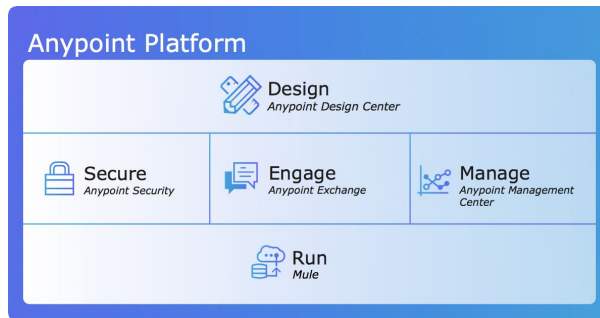 Anypoint Platform
Design
Anypoint Design Center
Secure
Anypoint Security
Engage
Anypoint Exchange
Manage
Anypoint Management
Center
Run
Mule